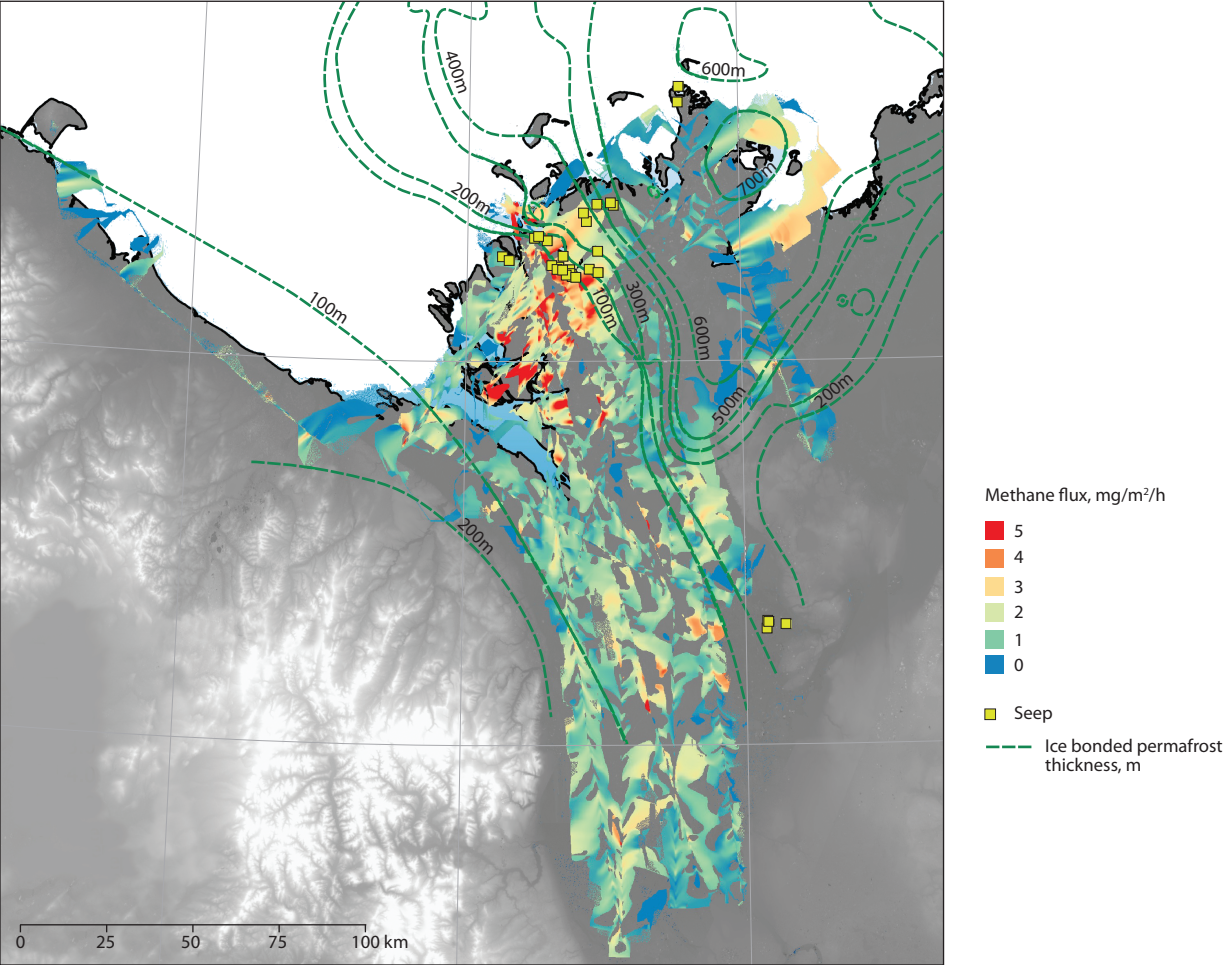 600m
400m
700m
200m
100m
300m
100m
600m
500m
200m
200m
0 25 50 75 100 km
Methane flux, mg/m²/h
5
4
3
2
1
0
Seep
Ice bonded permafrost
thickness, m